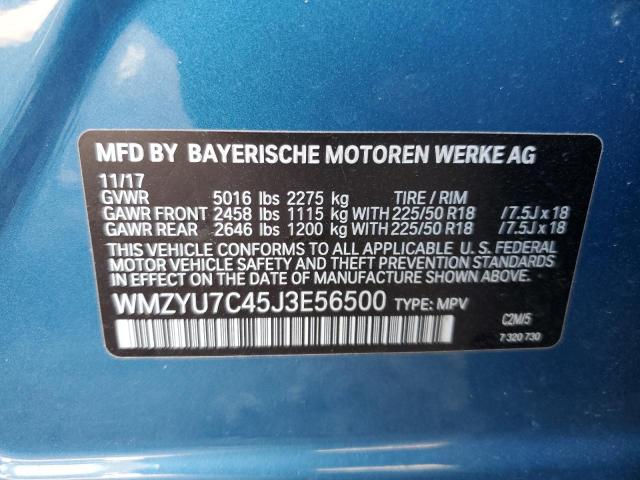 MFD BY BAYERISCHE MOTOREN WERKE AG
11/17
GVWR 5016 lbs 2275 kg TIRE / RIM
GAWR FRONT 2458 lbs 1115 kg WITH 225/50 R18 /7.5J x 18
GAWR REAR 2646 lbs 1200 kg WITH 225/50 R18 /7.5J x 18
THIS VEHICLE CONFORMS TO ALL APPLICABLE U.S. FEDERAL
MOTOR VEHICLE SAFETY AND THEFT PREVENTION STANDARDS
IN EFFECT ON THE DATE OF MANUFACTURE SHOWN ABOVE.
WMZYU7C45J3E56500 TYPE: MPV
C2M/5
7 320 730